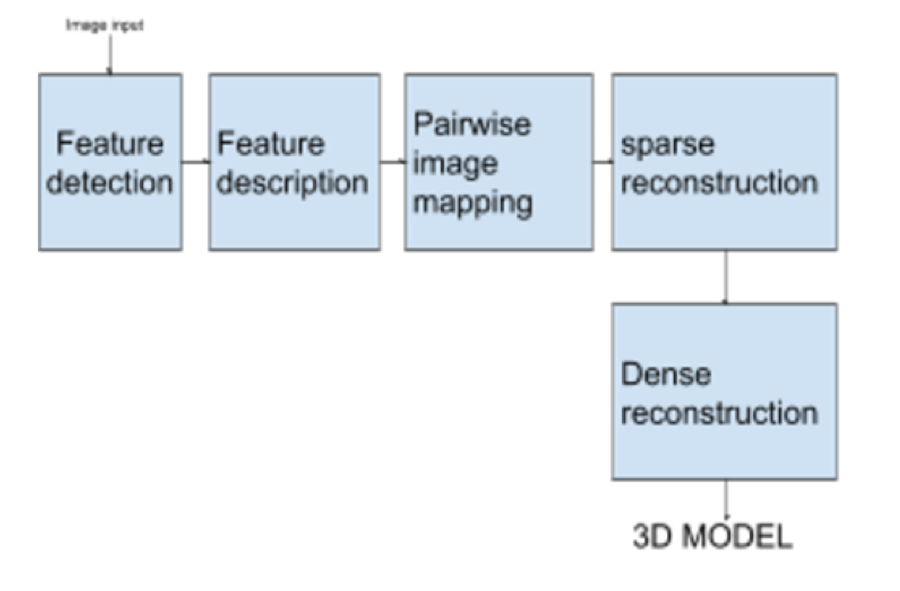 Image input
Feature
detection
Feature
description
Pairwise
image
mapping
sparse
reconstruction
Dense
reconstruction
3D MODEL